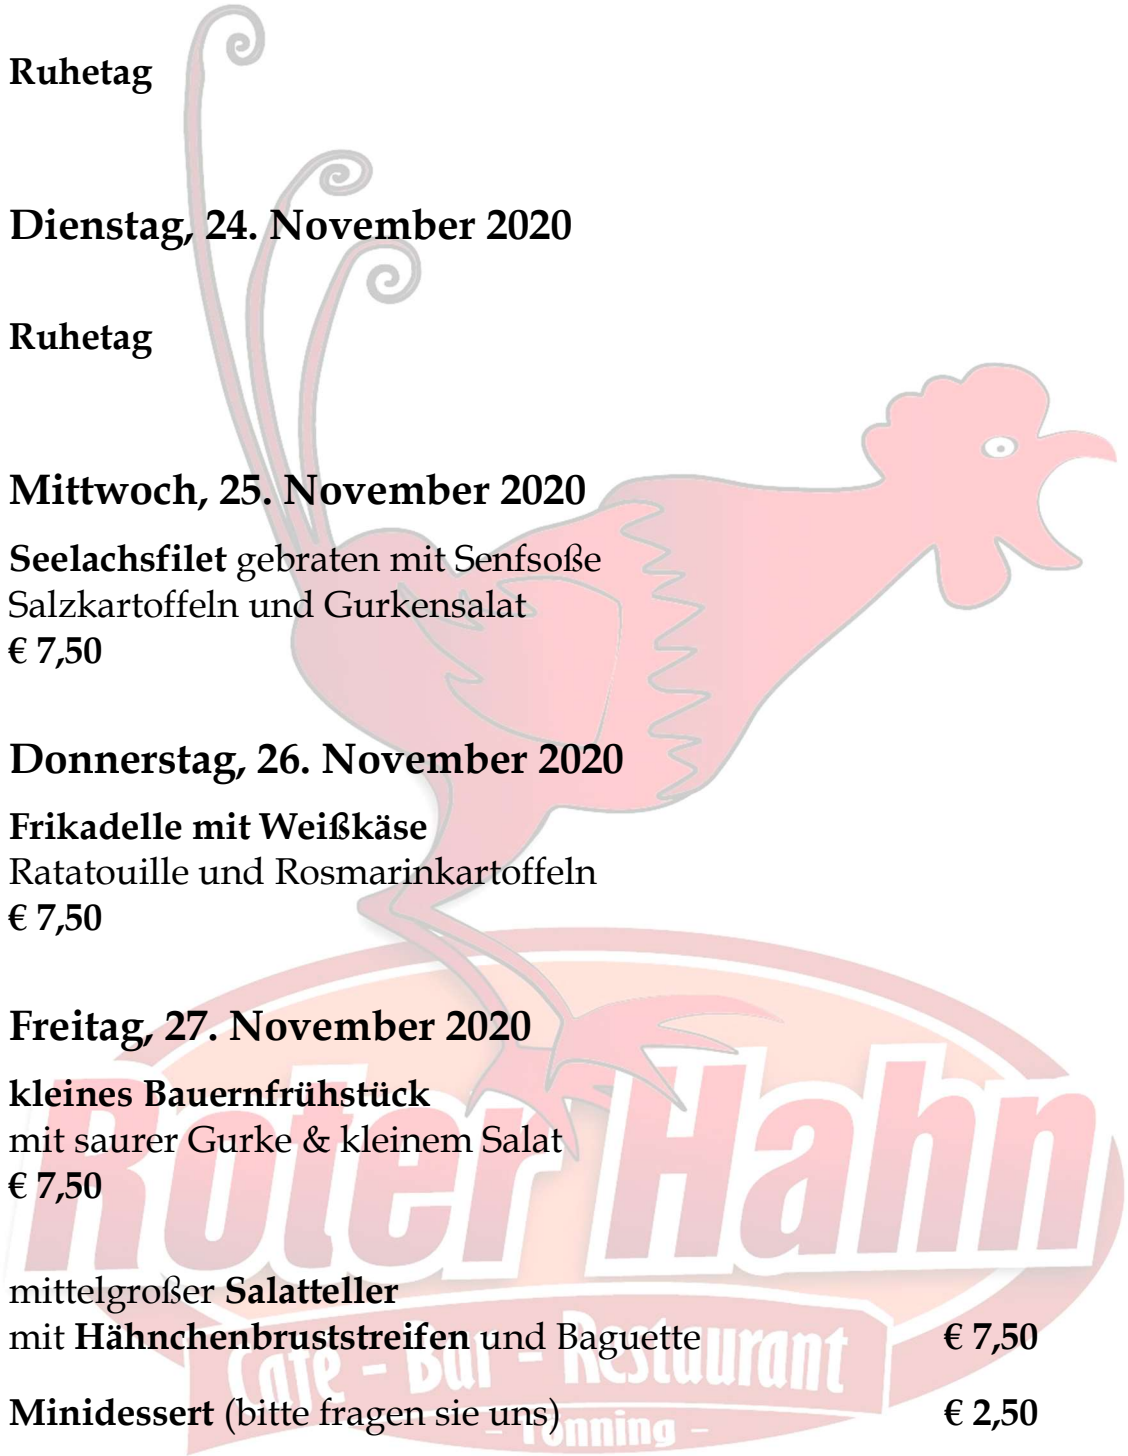 Ruhetag
Dienstag, 24. November 2020
Ruhetag
Mittwoch, 25. November 2020
Seelachsfilet gebraten mit Senfsoße
Salzkartoffeln und Gurkensalat
€ 7,50
Donnerstag, 26. November 2020
Frikadelle mit Weißkäse
Ratatouille und Rosmarinkartoffeln
€ 7,50
Freitag, 27. November 2020
kleines Bauernfrühstück
mit saurer Gurke & kleinem Salat
€ 7,50
Roter Hahn
mittelgroßer Salatteller
mit Hähnchenbruststreifen und Baguette € 7,50
Cafe - Bar - Restaurant
Minidessert (bitte fragen sie uns) € 2,50
- Tönning -